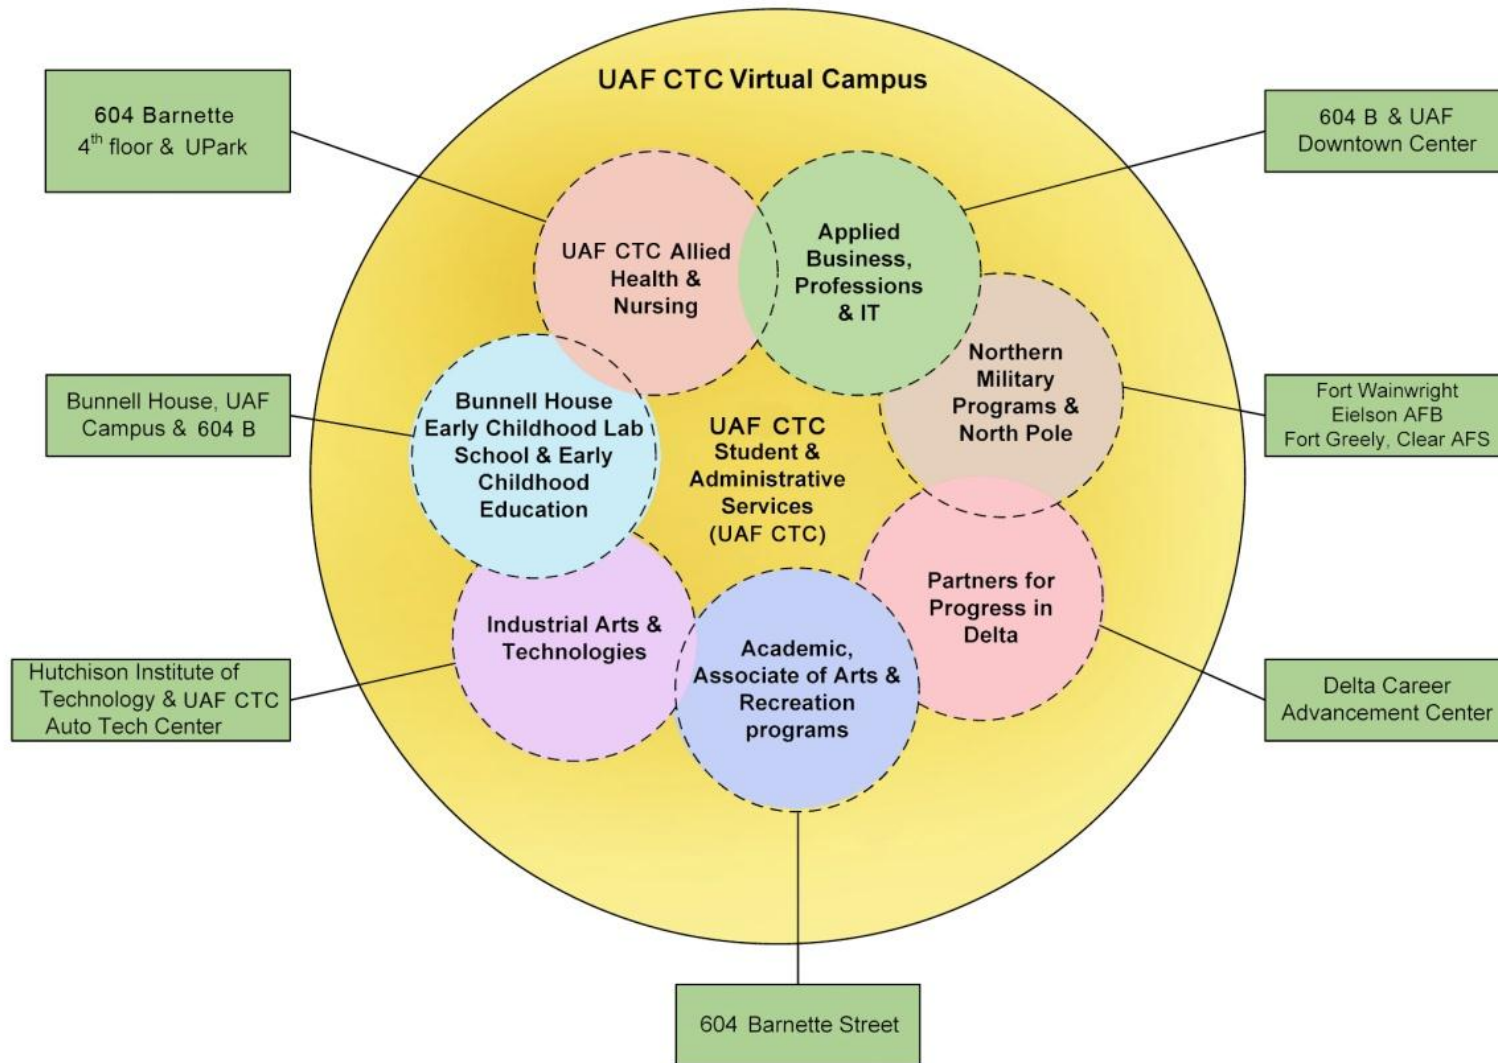 UAF CTC Virtual Campus
604 Barnette
4th floor & UPark
604 B & UAF
Downtown Center
UAF CTC Allied
Health &
Nursing
Applied
Business,
Professions
& IT
Northern
Military
Programs &
North Pole
Fort Wainwright
Eielson AFB
Fort Greely, Clear AFS
Bunnell House, UAF
Campus & 604 B
Bunnell House
Early Childhood Lab
School & Early
Childhood
Education
UAF CTC
Student &
Administrative
Services
(UAF CTC)
Partners for
Progress in
Delta
Industrial Arts &
Technologies
Academic,
Associate of Arts &
Recreation
programs
Hutchison Institute of
Technology & UAF CTC
Auto Tech Center
Delta Career
Advancement Center
604 Barnette Street